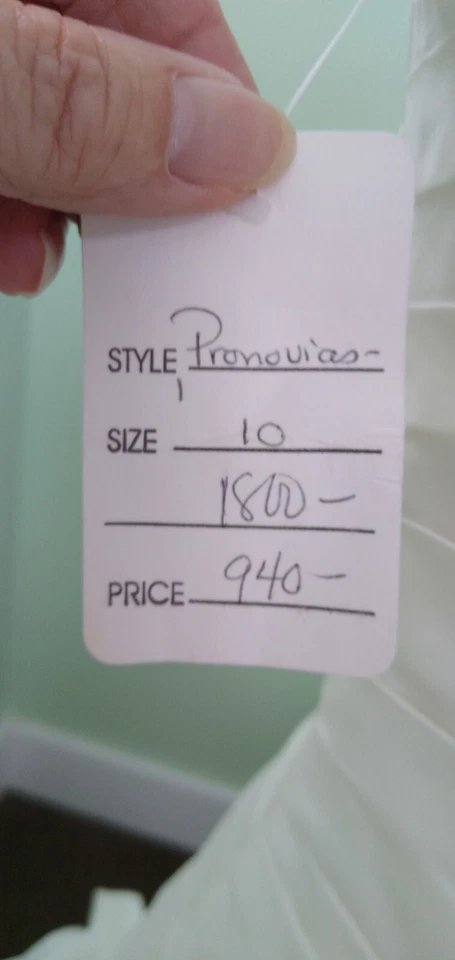 STYLE Pronovias-
SIZE 10
1800-
PRICE 940-